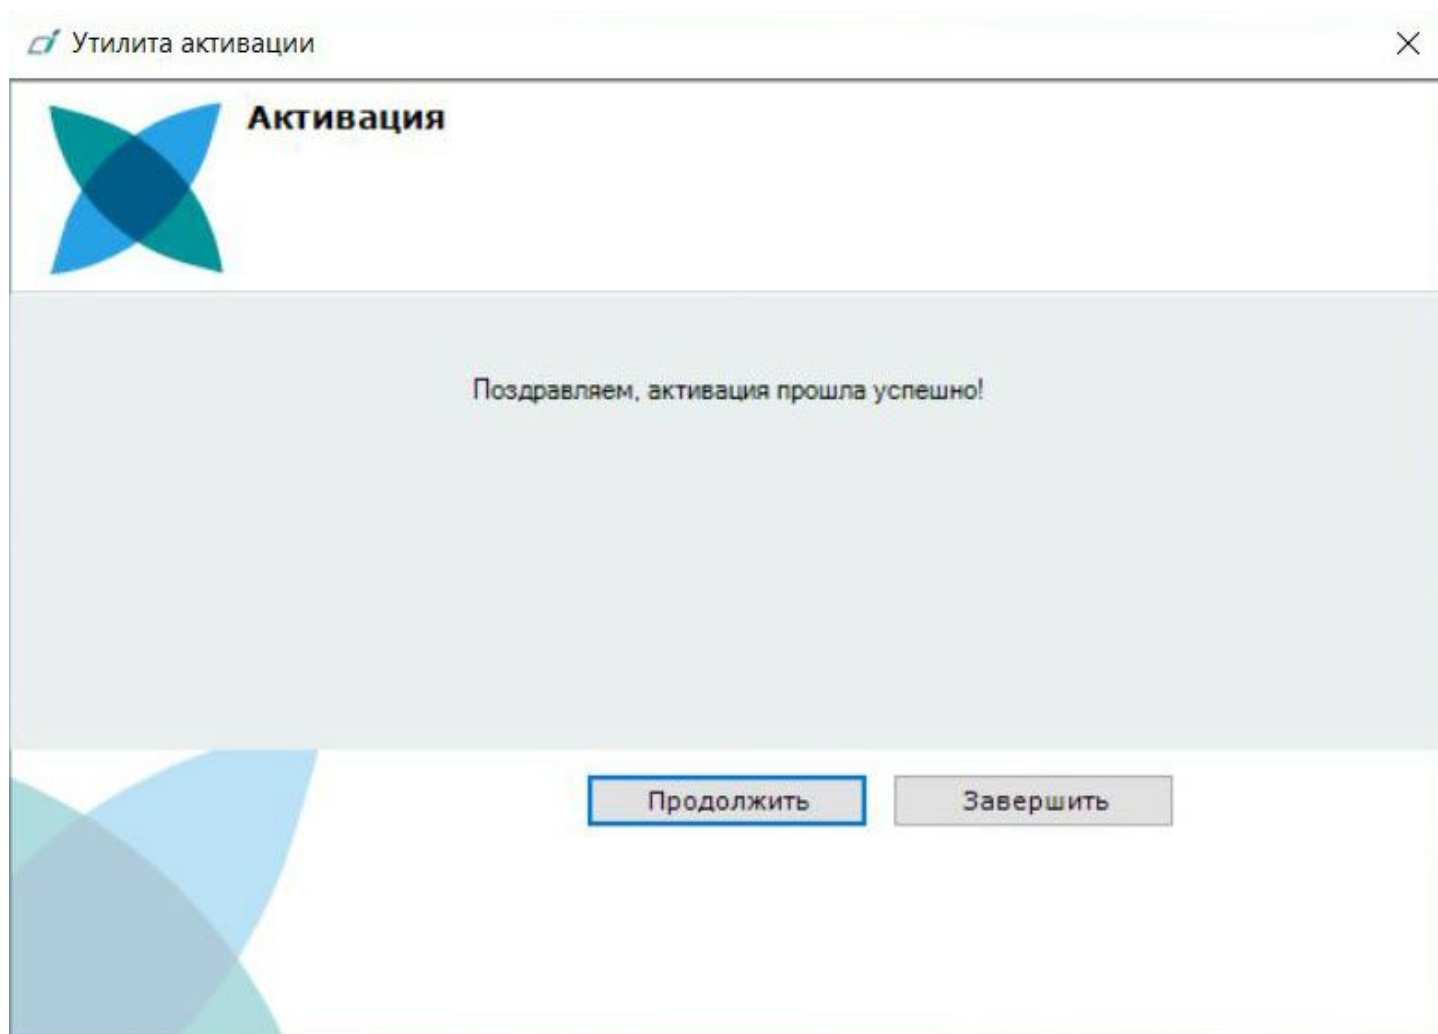 Утилита активации
Активация
Поздравляем, активация прошла успешно!
Продолжить
Завершить